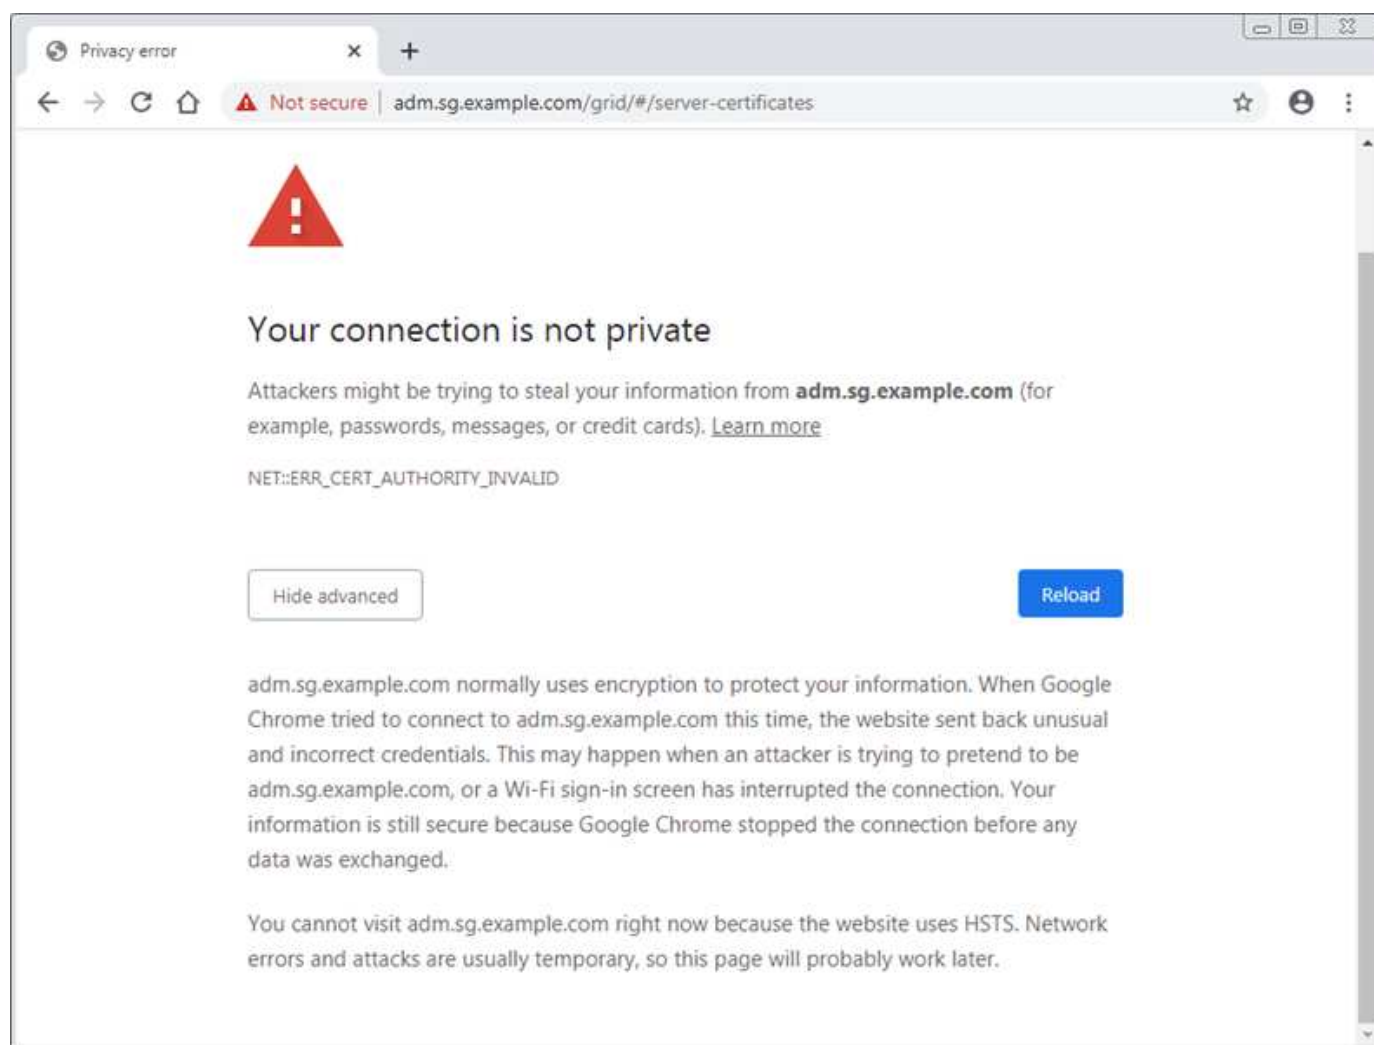 Privacy error
Not secure | adm.sg.example.com/grid/#/server-certificates
Your connection is not private
Attackers might be trying to steal your information from adm.sg.example.com (for
example, passwords, messages, or credit cards). Learn more
NET::ERR_CERT_AUTHORITY_INVALID
Hide advanced
Reload
adm.sg.example.com normally uses encryption to protect your information. When Google
Chrome tried to connect to adm.sg.example.com this time, the website sent back unusual
and incorrect credentials. This may happen when an attacker is trying to pretend to be
adm.sg.example.com, or a Wi-Fi sign-in screen has interrupted the connection. Your
information is still secure because Google Chrome stopped the connection before any
data was exchanged.
You cannot visit adm.sg.example.com right now because the website uses HSTS. Network
errors and attacks are usually temporary, so this page will probably work later.